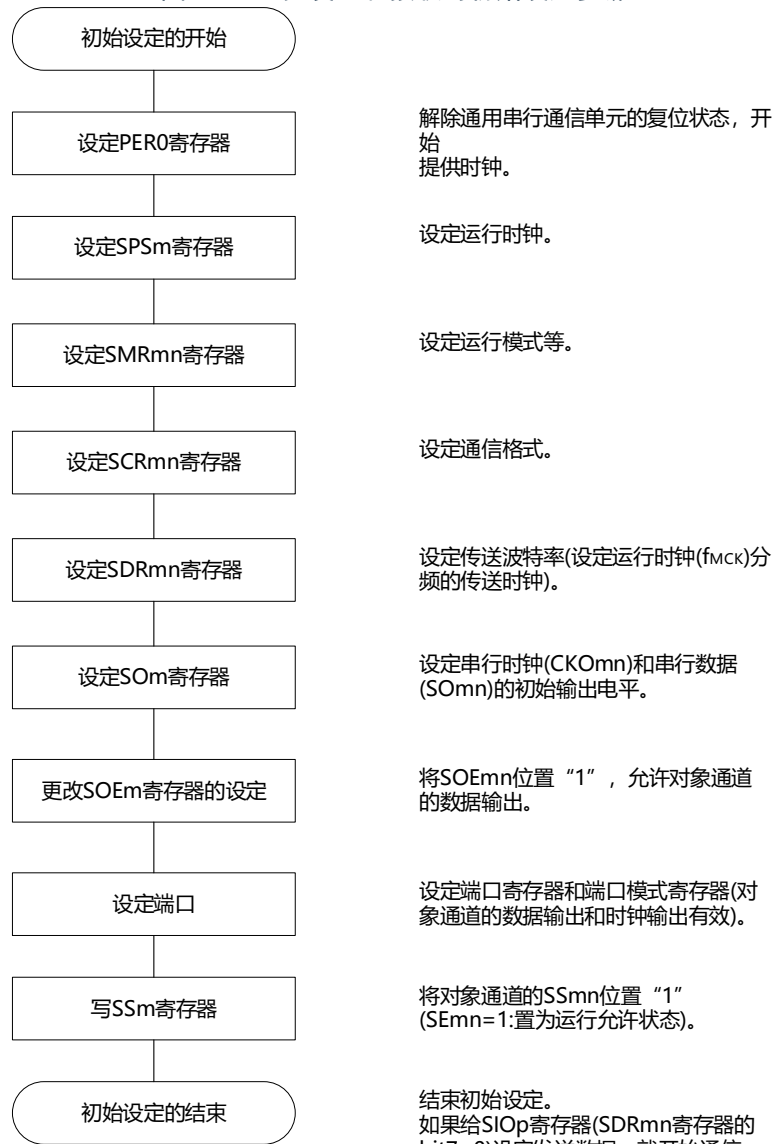 初始设定的开始
设定PER0寄存器
解除通用串行通信单元的复位状态，开
始
提供时钟。
设定SPSm寄存器
设定运行时钟。
设定SMRmn寄存器
设定运行模式等。
设定SCRmn寄存器
设定通信格式。
设定SDRmn寄存器
设定传送波特率(设定运行时钟(fMCK)分
频的传送时钟)。
设定SOm寄存器
设定串行时钟(CKOmn)和串行数据
(SOmn)的初始输出电平。
更改SOEm寄存器的设定
将SOEmn位置“1”，允许对象通道
的数据输出。
设定端口
设定端口寄存器和端口模式寄存器(对
象通道的数据输出和时钟输出有效)。
写SSm寄存器
将对象通道的SSmn位置“1”
(SEmn=1:置为运行允许状态)。
初始设定的结束
结束初始设定。
如果给SIOp寄存器(SDRmn寄存器的